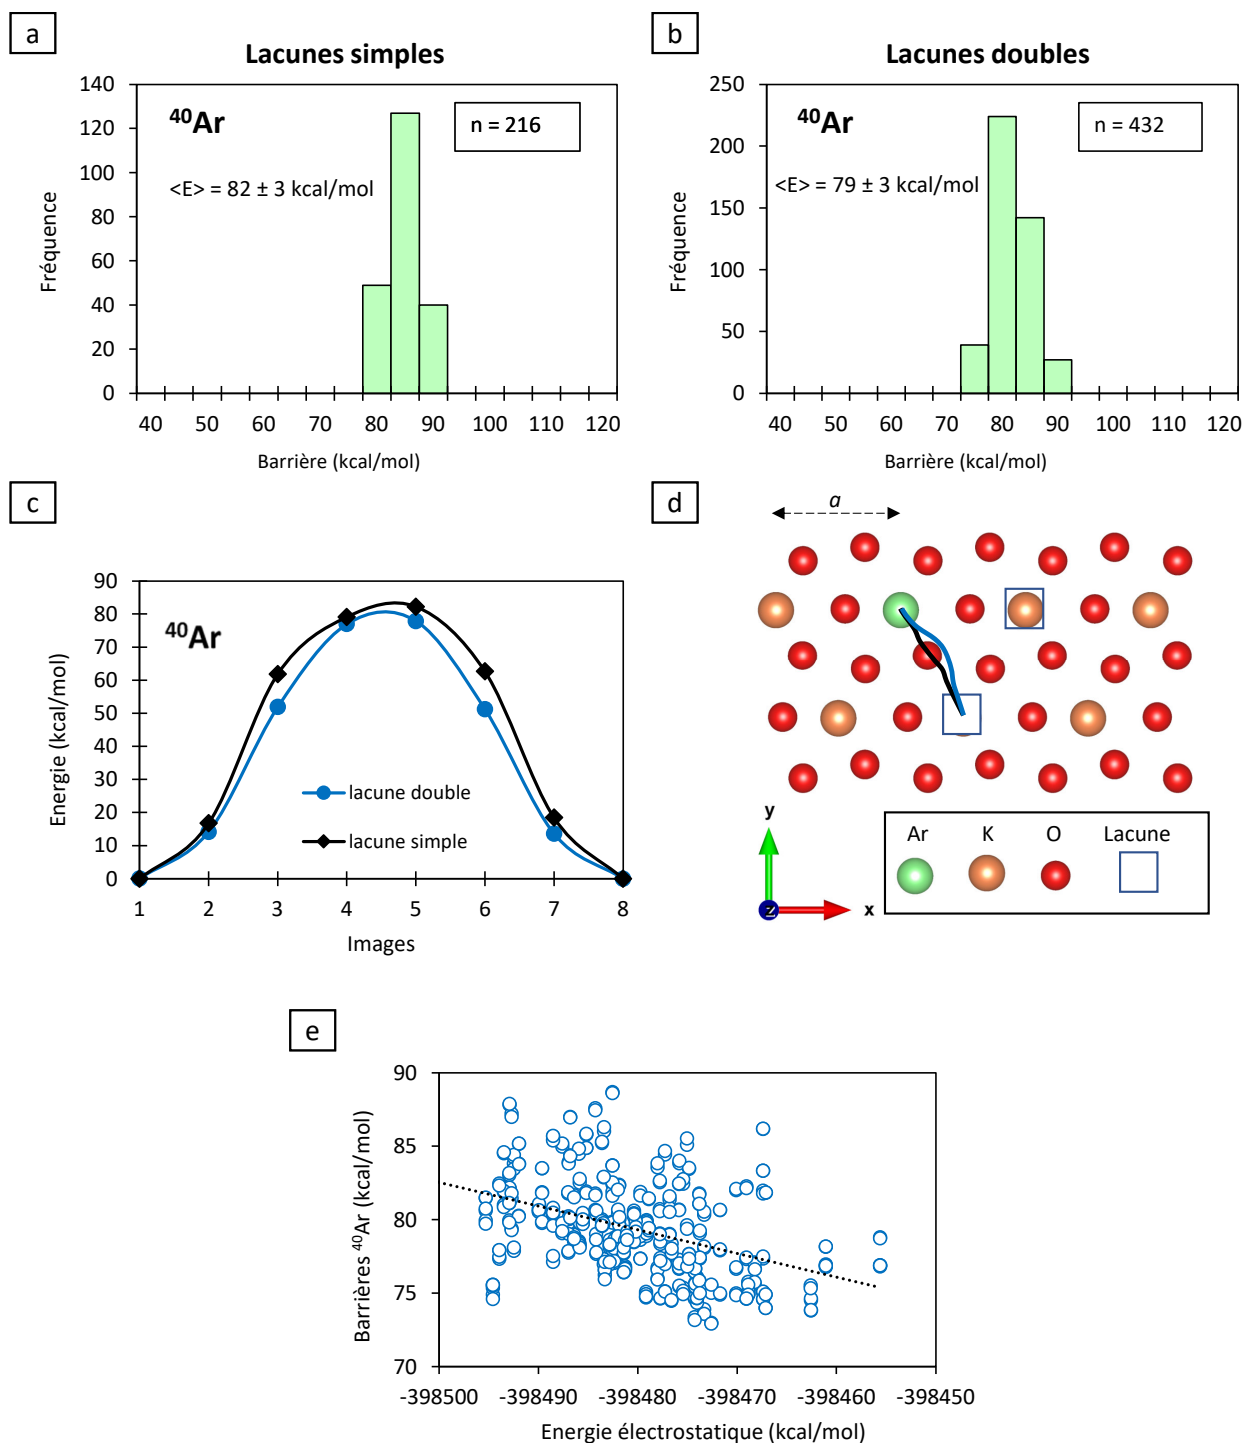 a
Lacunes simples
⁴⁰Ar
n = 216
<E> = 82 ± 3 kcal/mol
Fréquence
140
120
100
80
60
40
20
0
40 50 60 70 80 90 100 110 120
Barrière (kcal/mol)
b
Lacunes doubles
⁴⁰Ar
n = 432
<E> = 79 ± 3 kcal/mol
Fréquence
250
200
150
100
50
0
40 50 60 70 80 90 100 110 120
Barrière (kcal/mol)
c
⁴⁰Ar
Energie (kcal/mol)
90
80
70
60
50
40
30
20
10
0
lacune double
lacune simple
1 2 3 4 5 6 7 8
Images
d
a
y
z
x
Ar K O Lacune
e
Barrières ⁴⁰Ar (kcal/mol)
90
85
80
75
70
-398500 -398490 -398480 -398470 -398460 -398450
Energie électrostatique (kcal/mol)